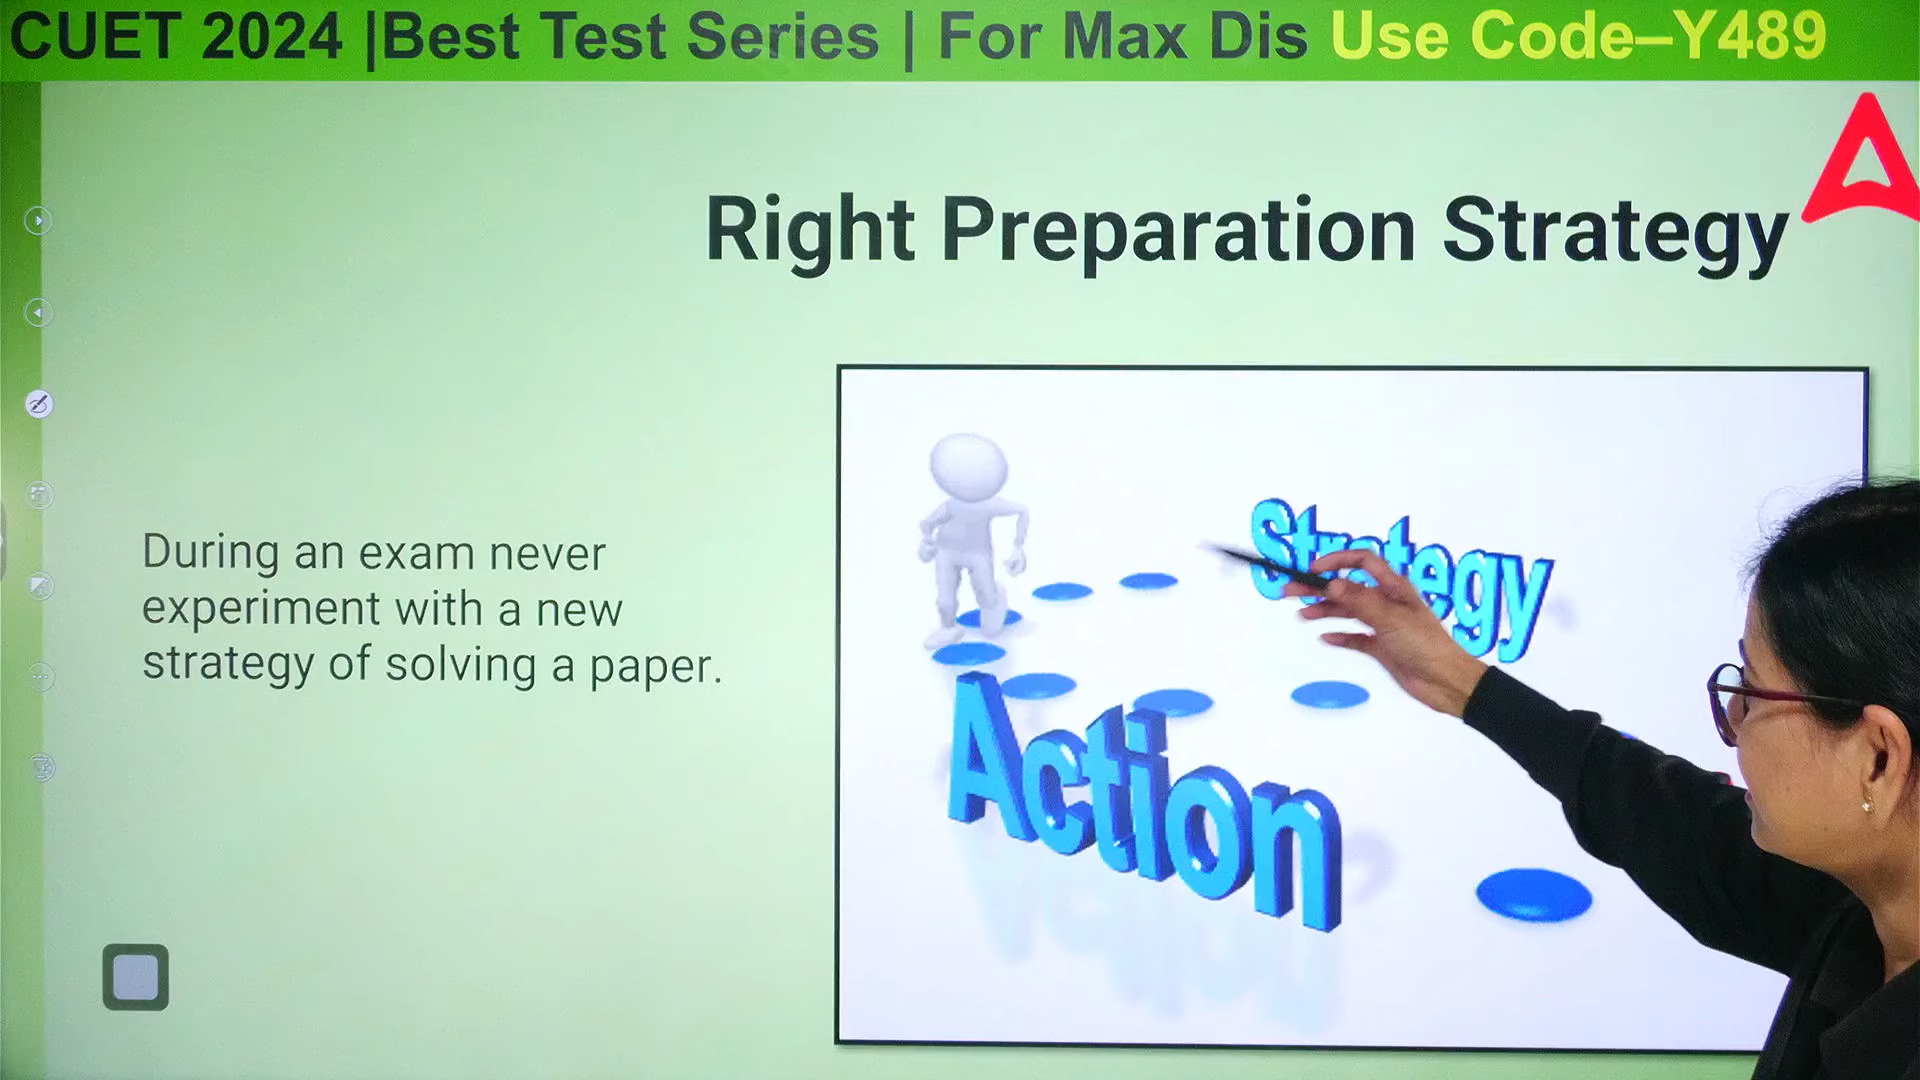 CUET 2024 |Best Test Series | For Max Dis Use Code–Y489
Right Preparation Strategy
During an exam never
experiment with a new
strategy of solving a paper.
Strategy
Action